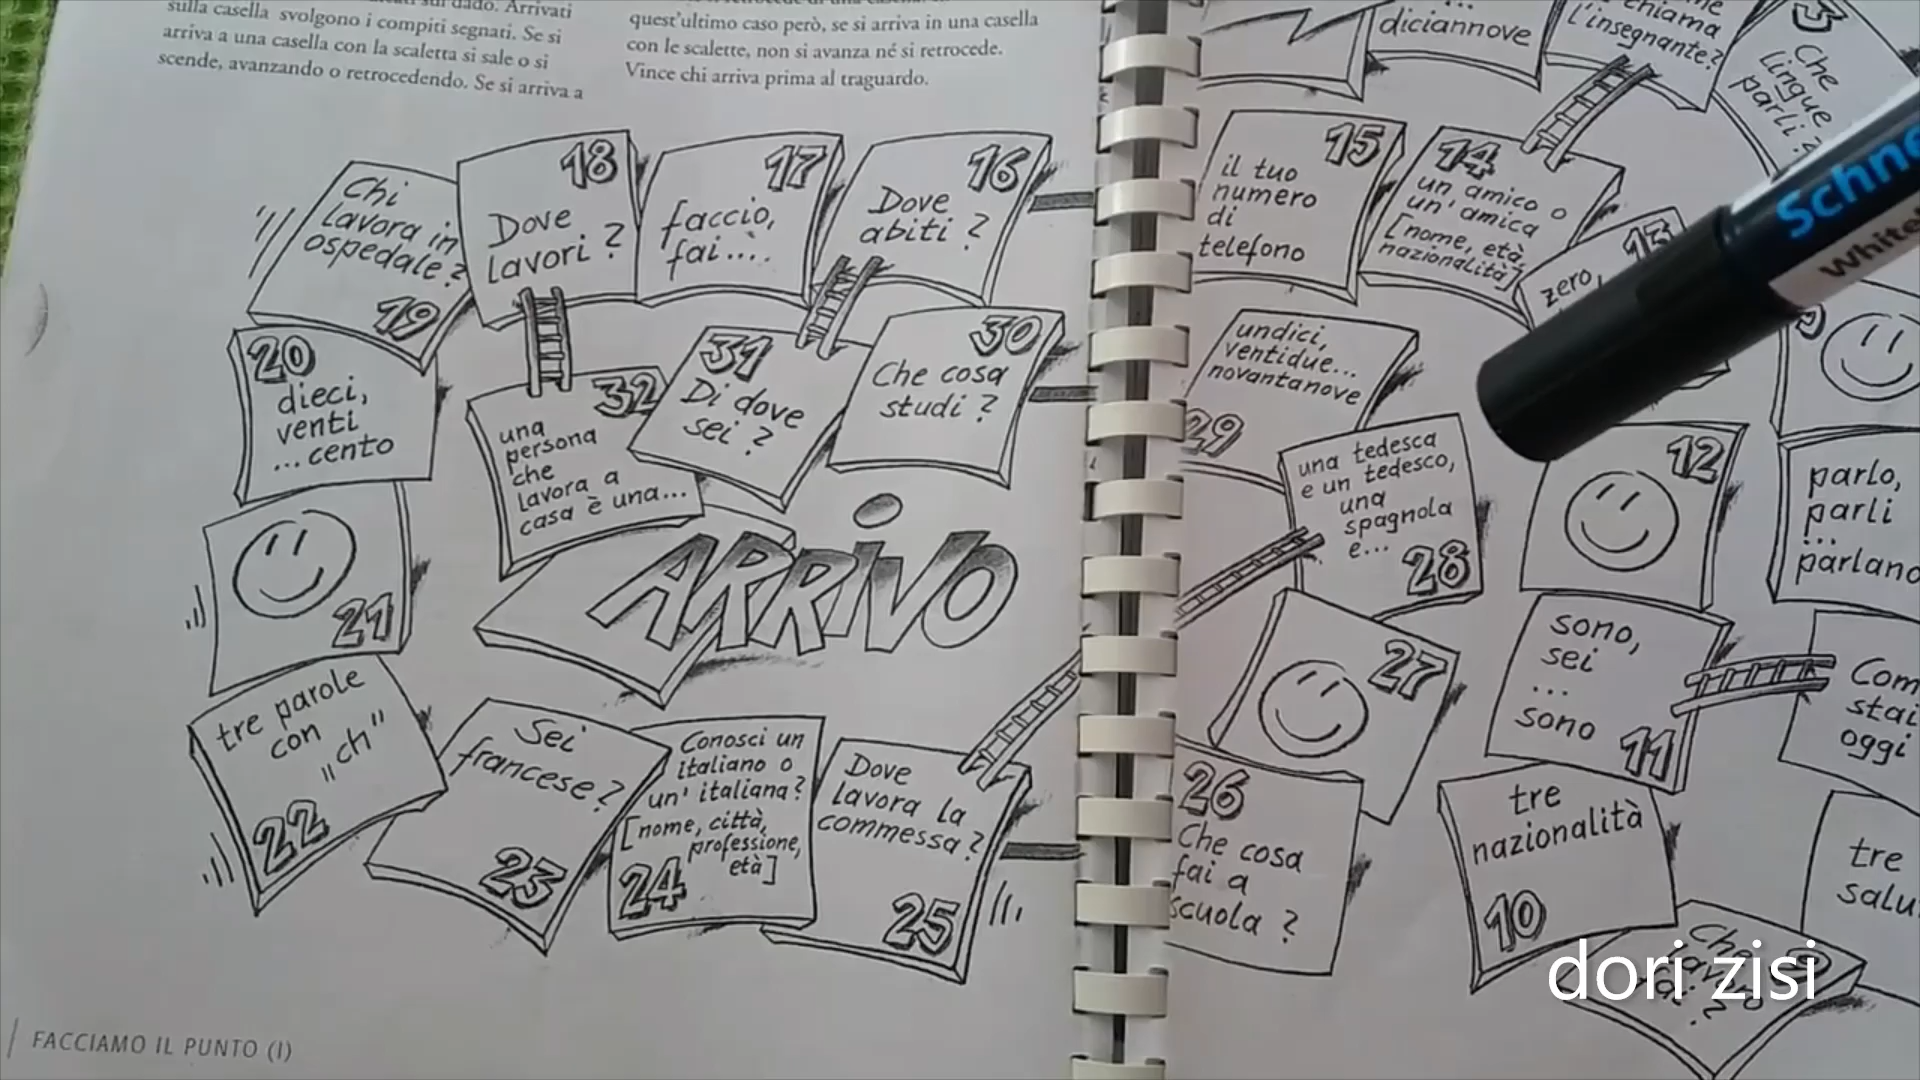 sulla casella svolgono i compiti segnati. Se si
arriva a una casella con la scaletta si sale o si
scende, avanzando o retrocedendo. Se si arriva a
quest'ultimo caso però, se si arriva in una casella
con le scalette, non si avanza né si retrocede.
Vince chi arriva prima al traguardo.
...
diciannove
chiama
l'insegnante?
3
Che
lingue
parli?
Schne
White
15
il tuo
numero
di
telefono
14
un amico o
un'amica
[nome, età,
nazionalità]
13
zero,
16
Dove
abiti?
17
faccio,
fai....
18
Dove
lavori?
Chi
lavora in
ospedale?
19
20
dieci,
venti
...cento
21
tre parole
con
„ch"
22
Sei
francese?
23
Conosci un
italiano o
un'italiana?
[nome, città,
professione,
età]
24
Dove
lavora la
commessa?
25
26
Che cosa
fai a
scuola?
27
una tedesca
e un tedesco,
una
spagnola
e...
28
undici,
ventidue...
novantanove
29
30
Che cosa
studi?
31
Di dove
sei?
32
una
persona
che
lavora a
casa è una...
ARRIVO
12
parlo,
parli
...
parlano
sono,
sei
...
sono
11
Com
stai
oggi
tre
nazionalità
10
tre
salu
Che
9
fai?
dori zisi
FACCIAMO IL PUNTO (I)